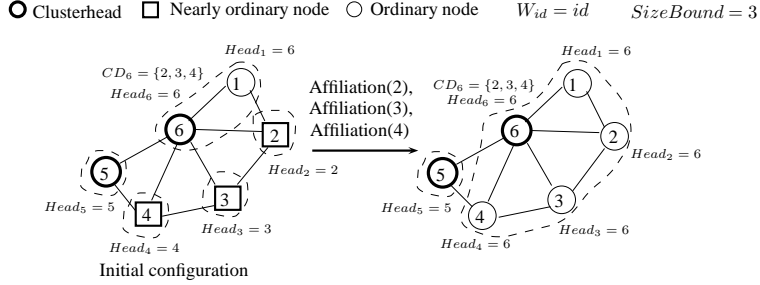 Clusterhead Nearly ordinary node Ordinary node W_{id} = id SizeBound = 3
Head_1 = 6
CD_6 = {2, 3, 4}
Head_6 = 6
1
6
2
Head_2 = 2
5
Head_5 = 5
4
3
Head_3 = 3
Head_4 = 4
Initial configuration
Affiliation(2),
Affiliation(3),
Affiliation(4)
Head_1 = 6
CD_6 = {2, 3, 4}
Head_6 = 6
1
6
2
Head_2 = 6
5
Head_5 = 5
3
4
Head_3 = 6
Head_4 = 6